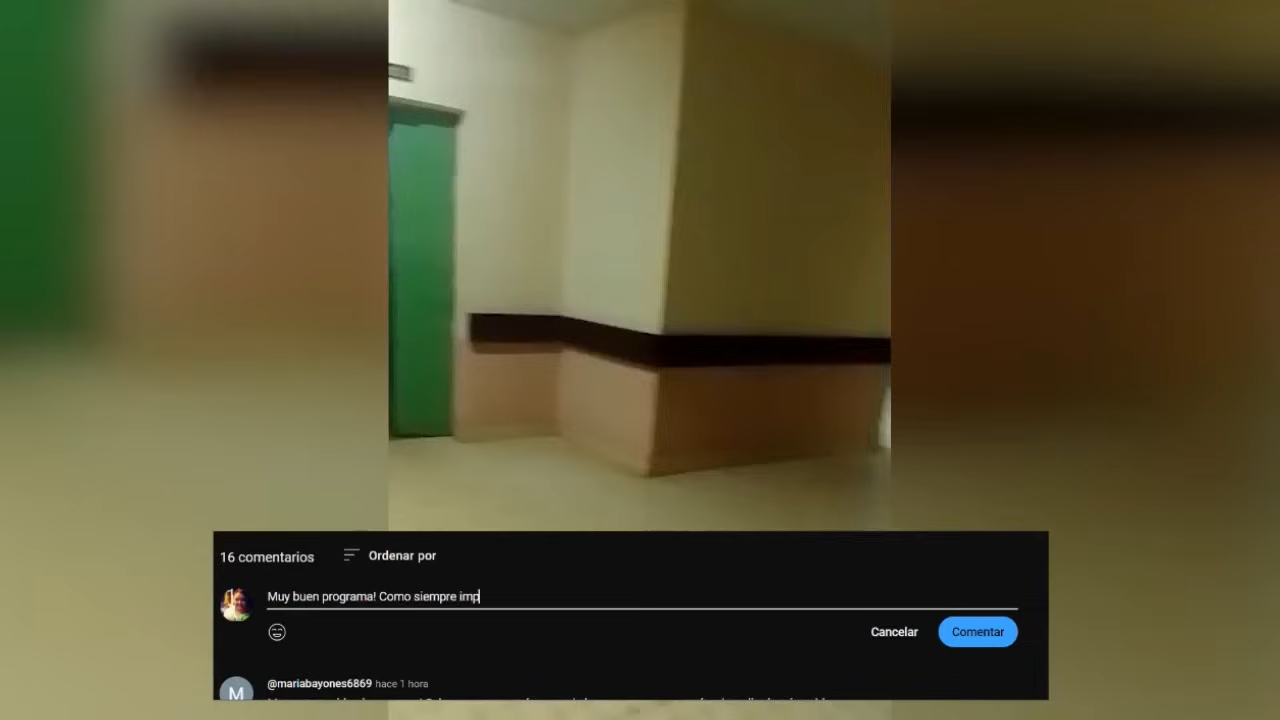 16 comentarios
Ordenar por
Muy buen programa! Como siempre imp
Cancelar
Comentar
M
@mariabayones6869 hace 1 hora